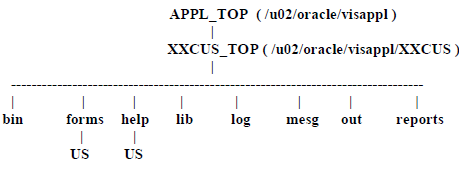 APPL_TOP ( /u02/oracle/visappl )
XXCUS_TOP ( /u02/oracle/visappl/XXCUS )
bin forms help lib log mesg out reports
US US